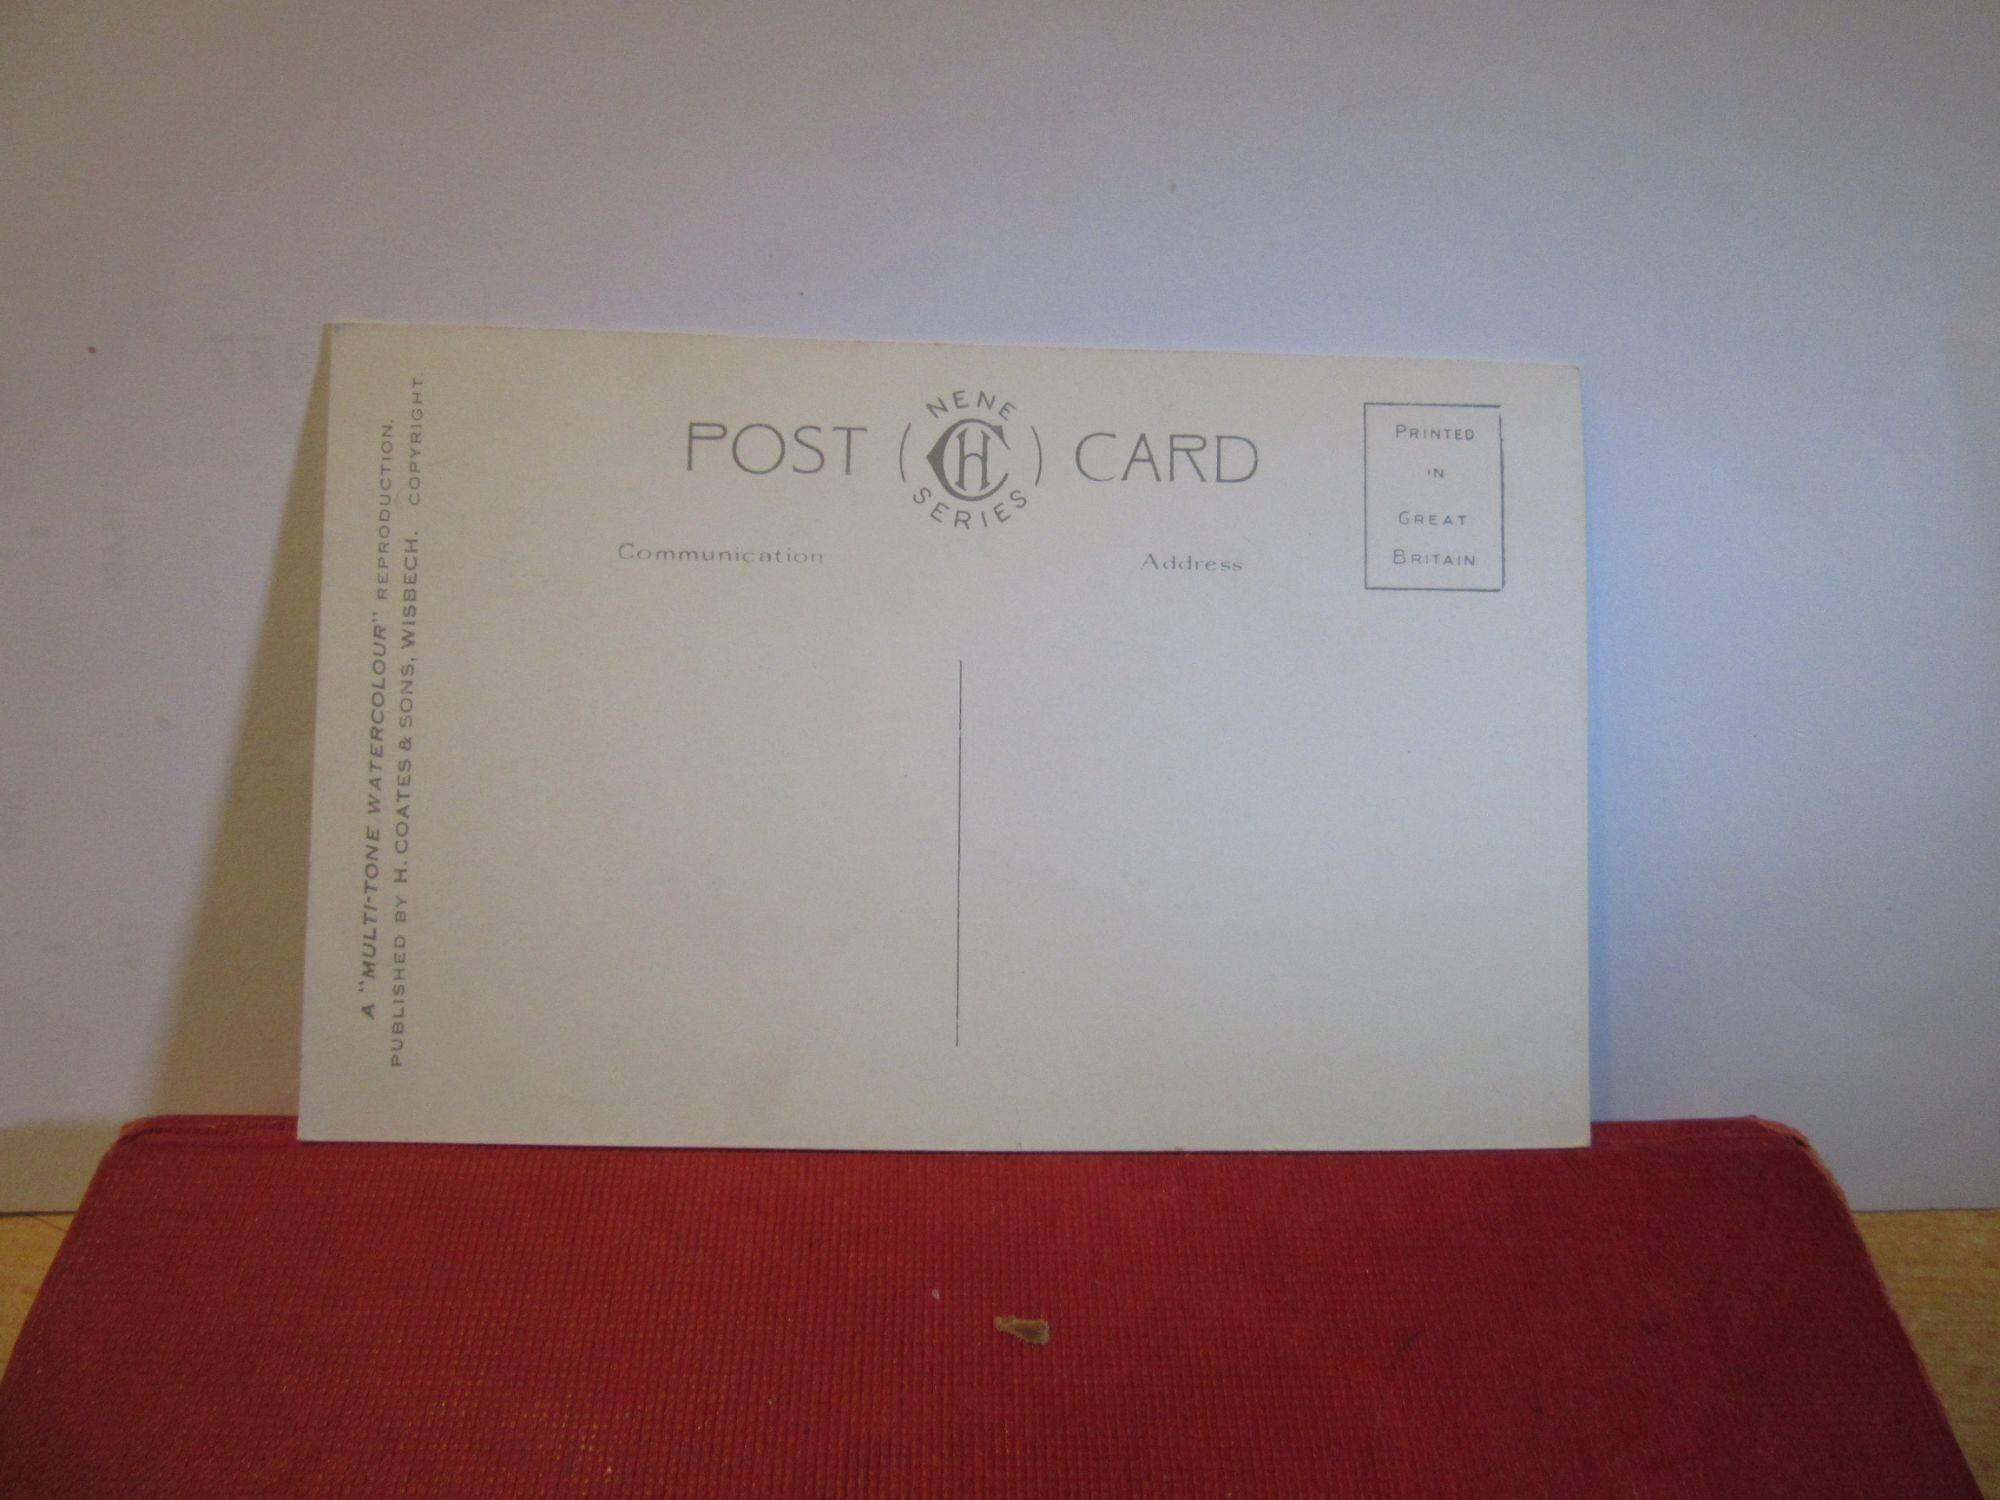 POST ( NENE CH SERIES ) CARD
PRINTED
IN
GREAT
BRITAIN
Communication
Address
A "MULTI-TONE WATERCOLOUR" REPRODUCTION.
PUBLISHED BY H. COATES & SONS, WISBECH. COPYRIGHT.